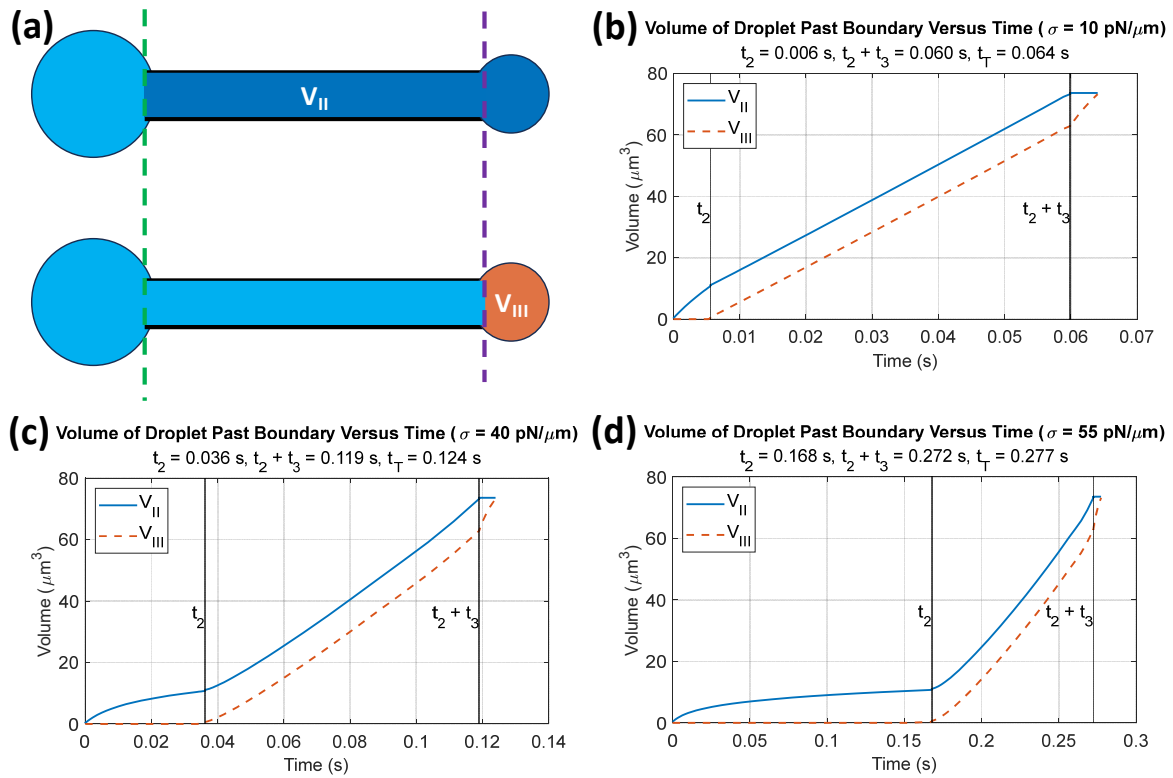 (a)
V_II
V_III
(b)
Volume of Droplet Past Boundary Versus Time ( σ = 10 pN/μm)
t_2 = 0.006 s, t_2 + t_3 = 0.060 s, t_T = 0.064 s
80
60
40
20
0
Volume ( μm^3)
V_II
V_III
t_2
t_2 + t_3
0 0.01 0.02 0.03 0.04 0.05 0.06 0.07
Time (s)
(c)
Volume of Droplet Past Boundary Versus Time ( σ = 40 pN/μm)
t_2 = 0.036 s, t_2 + t_3 = 0.119 s, t_T = 0.124 s
80
60
40
20
0
Volume ( μm^3)
V_II
V_III
t_2
t_2 + t_3
0 0.02 0.04 0.06 0.08 0.1 0.12 0.14
Time (s)
(d)
Volume of Droplet Past Boundary Versus Time ( σ = 55 pN/μm)
t_2 = 0.168 s, t_2 + t_3 = 0.272 s, t_T = 0.277 s
80
60
40
20
0
Volume ( μm^3)
V_II
V_III
t_2
t_2 + t_3
0 0.05 0.1 0.15 0.2 0.25 0.3
Time (s)